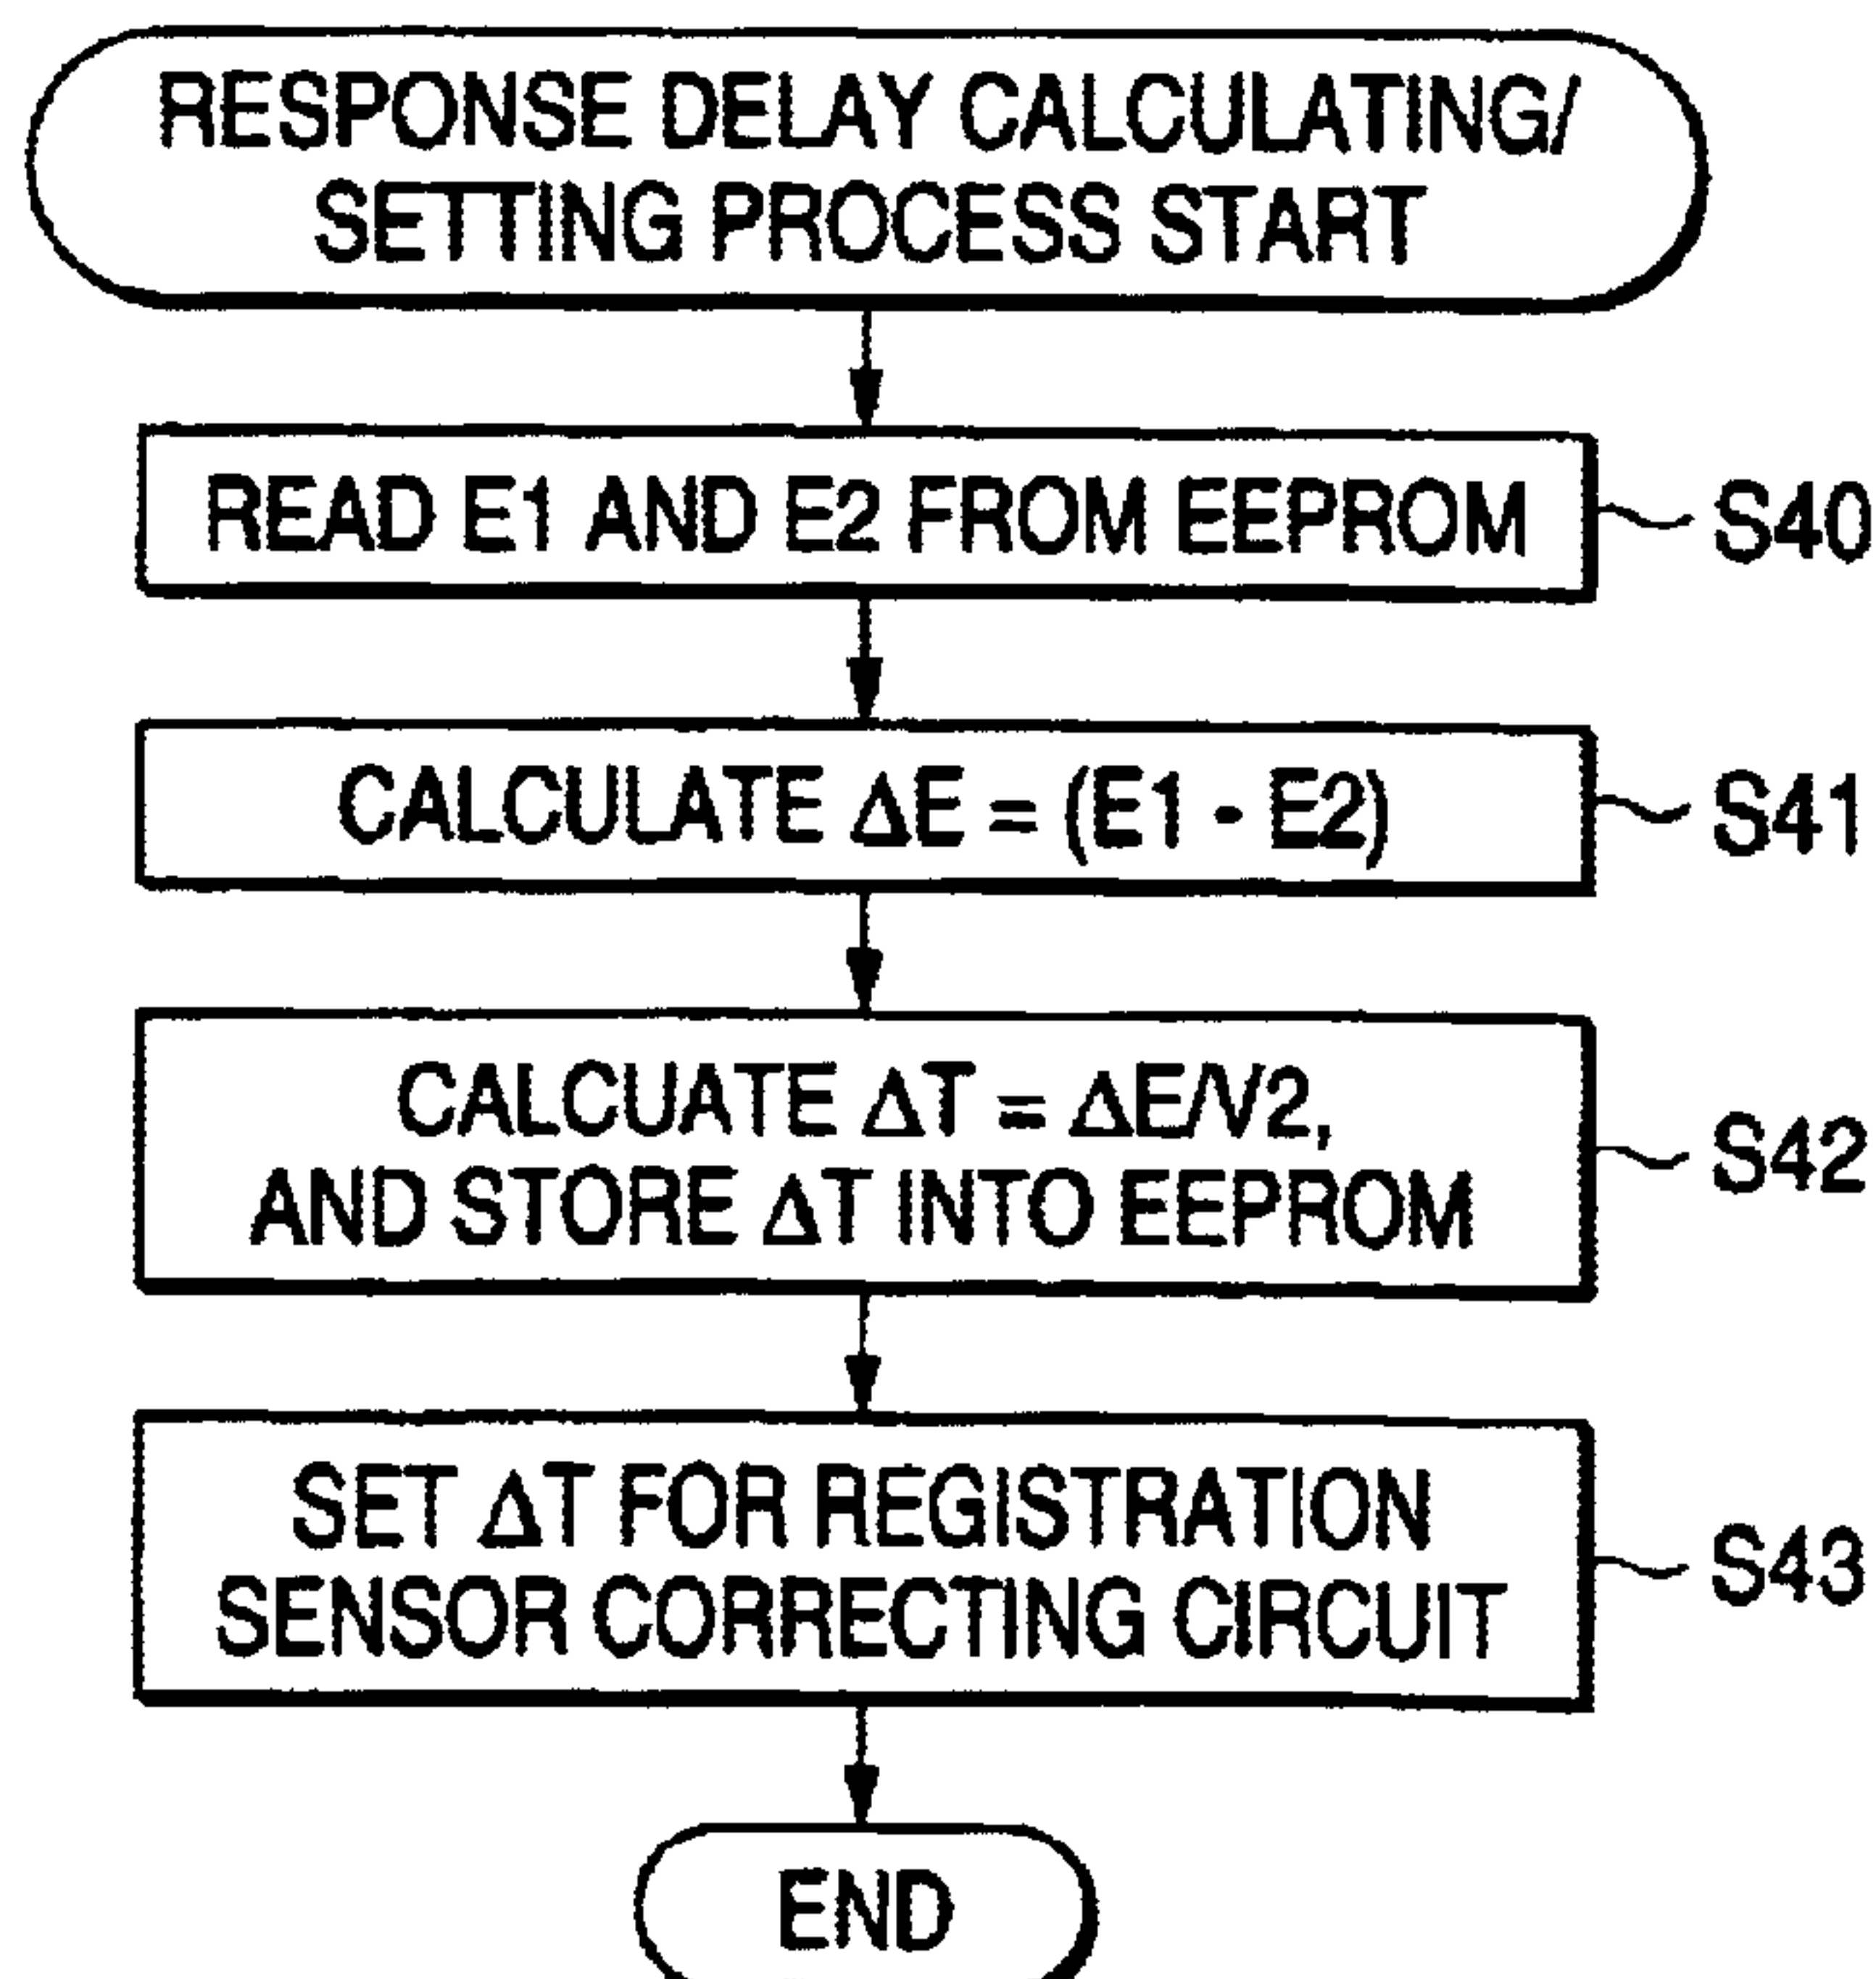 RESPONSE DELAY CALCULATING/
SETTING PROCESS START
READ E1 AND E2 FROM EEPROM
S40
CALCULATE ΔE = (E1 - E2)
S41
CALCUATE ΔT = ΔE/V2,
AND STORE ΔT INTO EEPROM
S42
SET ΔT FOR REGISTRATION
SENSOR CORRECTING CIRCUIT
S43
END